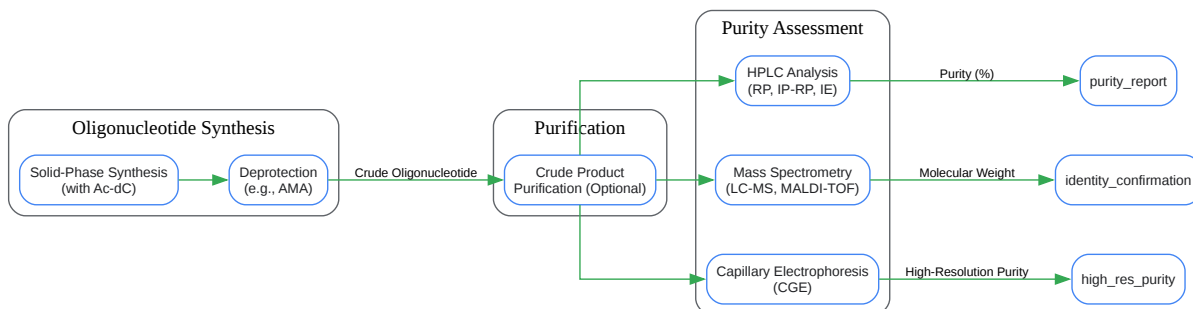 Oligonucleotide Synthesis
Solid-Phase Synthesis
(with Ac-dC)
Deprotection
(e.g., AMA)
Crude Oligonucleotide
Purification
Crude Product
Purification (Optional)
Purity Assessment
HPLC Analysis
(RP, IP-RP, IE)
Purity (%)
purity_report
Mass Spectrometry
(LC-MS, MALDI-TOF)
Molecular Weight
identity_confirmation
Capillary Electrophoresis
(CGE)
High-Resolution Purity
high_res_purity